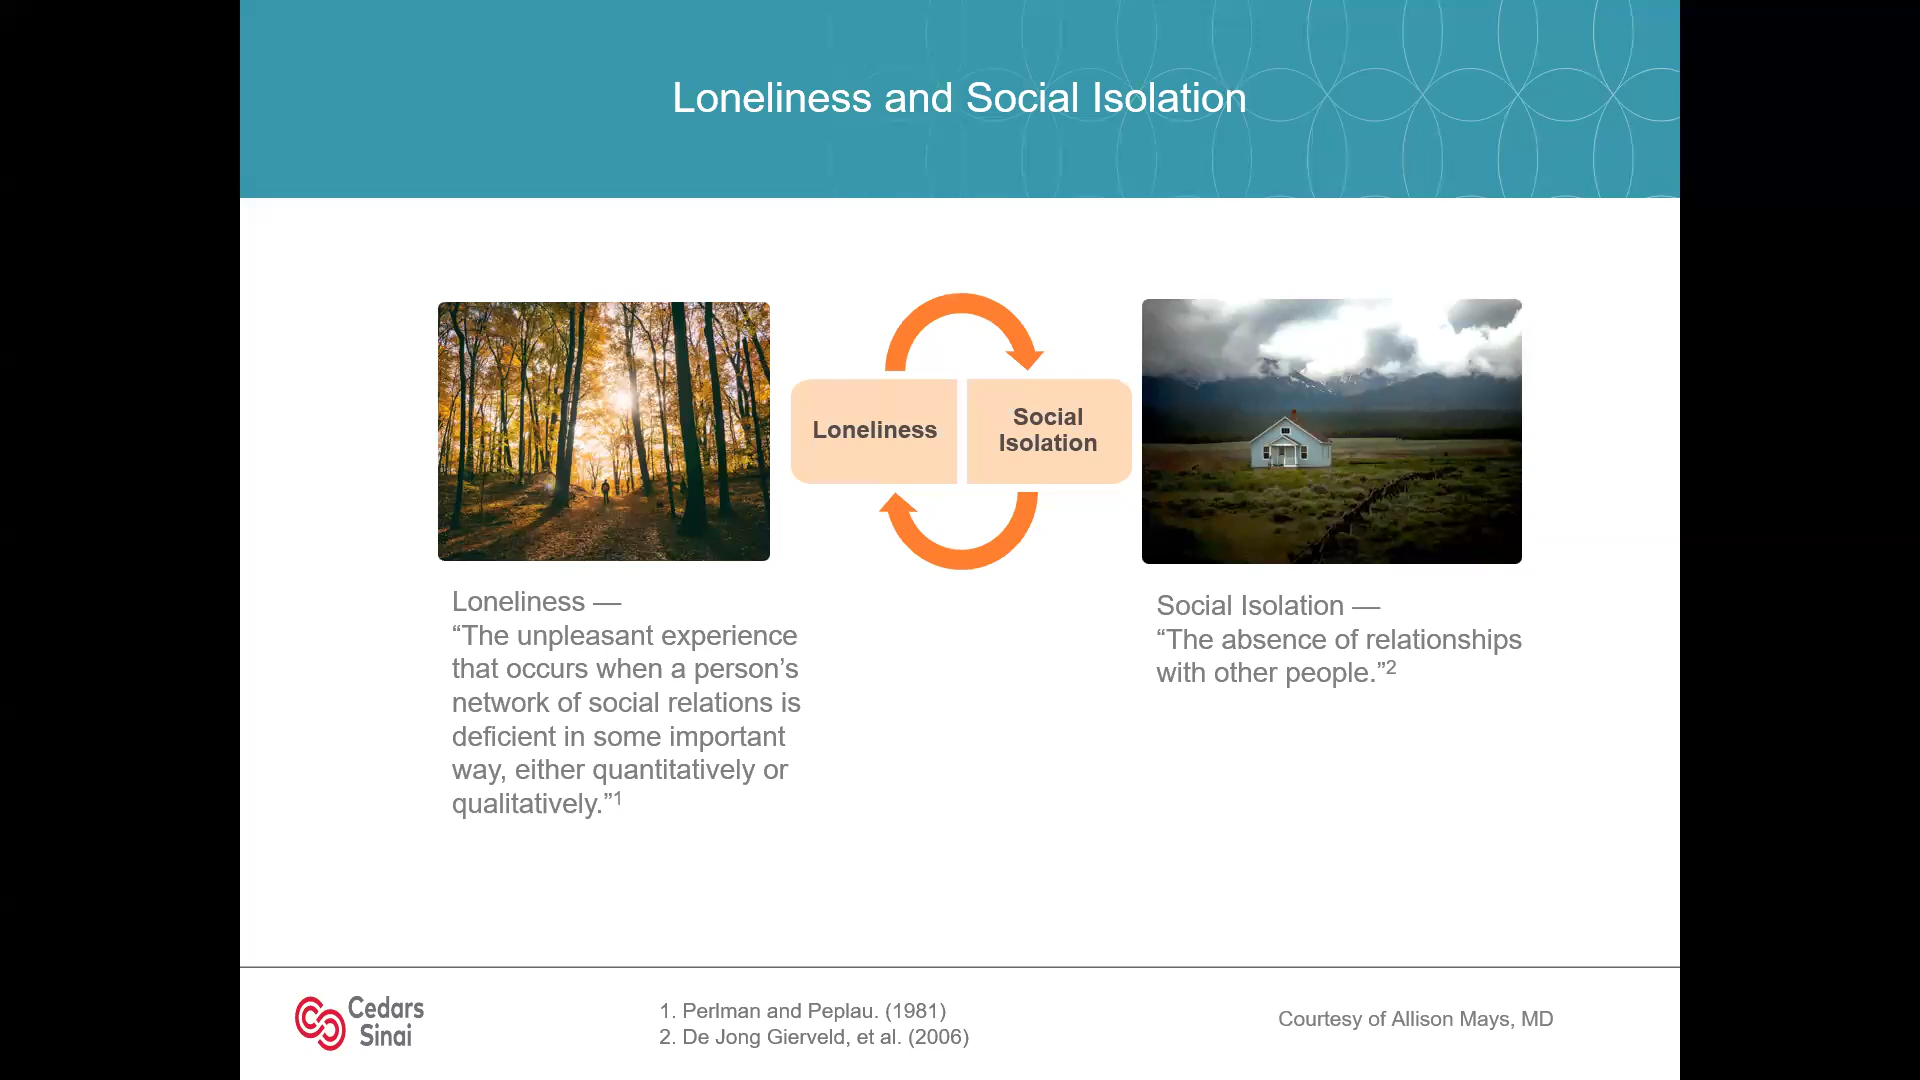 Loneliness and Social Isolation
Loneliness
Social
Isolation
Loneliness —
“The unpleasant experience
that occurs when a person’s
network of social relations is
deficient in some important
way, either quantitatively or
qualitatively.”1
Social Isolation —
“The absence of relationships
with other people.”2
Cedars
Sinai
1. Perlman and Peplau. (1981)
2. De Jong Gierveld, et al. (2006)
Courtesy of Allison Mays, MD